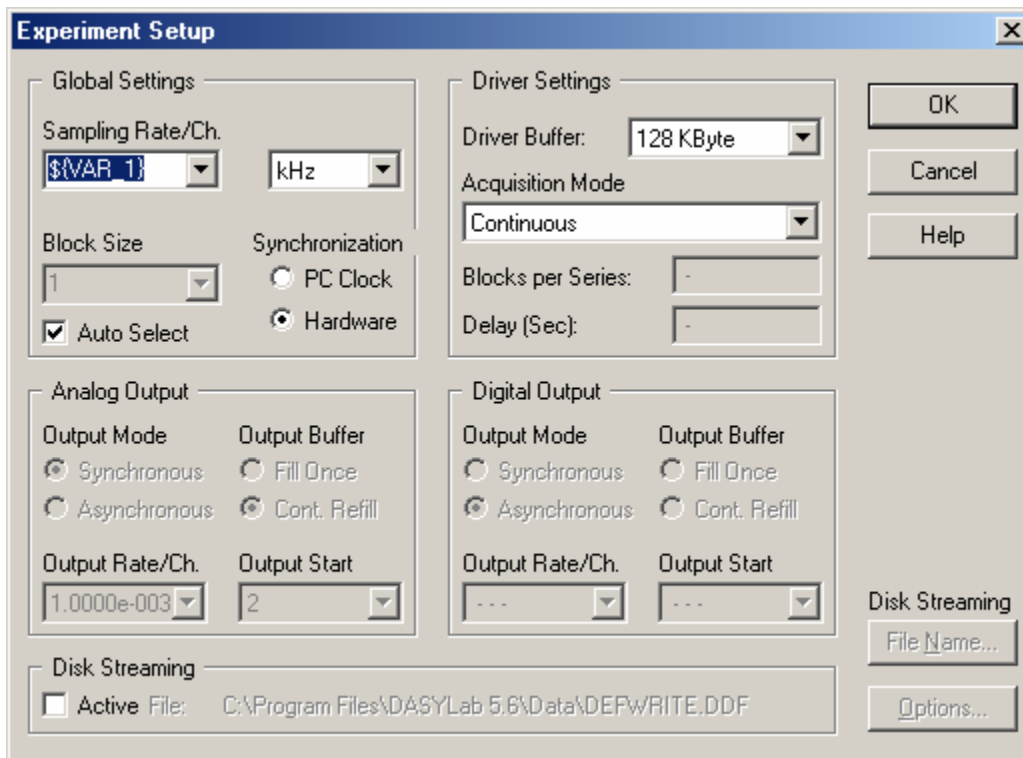 Experiment Setup
Global Settings
Sampling Rate/Ch.
${VAR_1}
kHz
Block Size
1
Auto Select
Synchronization
PC Clock
Hardware
Driver Settings
Driver Buffer:
128 KByte
Acquisition Mode
Continuous
Blocks per Series:
-
Delay (Sec):
-
OK
Cancel
Help
Analog Output
Output Mode
Synchronous
Asynchronous
Output Buffer
Fill Once
Cont. Refill
Output Rate/Ch.
1.0000e-003
Output Start
2
Digital Output
Output Mode
Synchronous
Asynchronous
Output Buffer
Fill Once
Cont. Refill
Output Rate/Ch.
- - -
Output Start
- - -
Disk Streaming
File Name...
Options...
Disk Streaming
Active File: C:\Program Files\DASYLab 5.6\Data\DEFWRITE.DDF